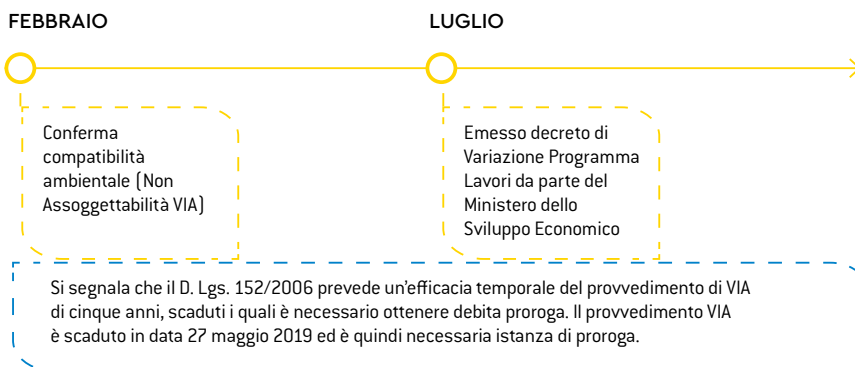 FEBBRAIO
LUGLIO
Conferma
compatibilità
ambientale (Non
Assoggettabilità VIA)
Emesso decreto di
Variazione Programma
Lavori da parte del
Ministero dello
Sviluppo Economico
Si segnala che il D. Lgs. 152/2006 prevede un'efficacia temporale del provvedimento di VIA
di cinque anni, scaduti i quali è necessario ottenere debita proroga. Il provvedimento VIA
è scaduto in data 27 maggio 2019 ed è quindi necessaria istanza di proroga.